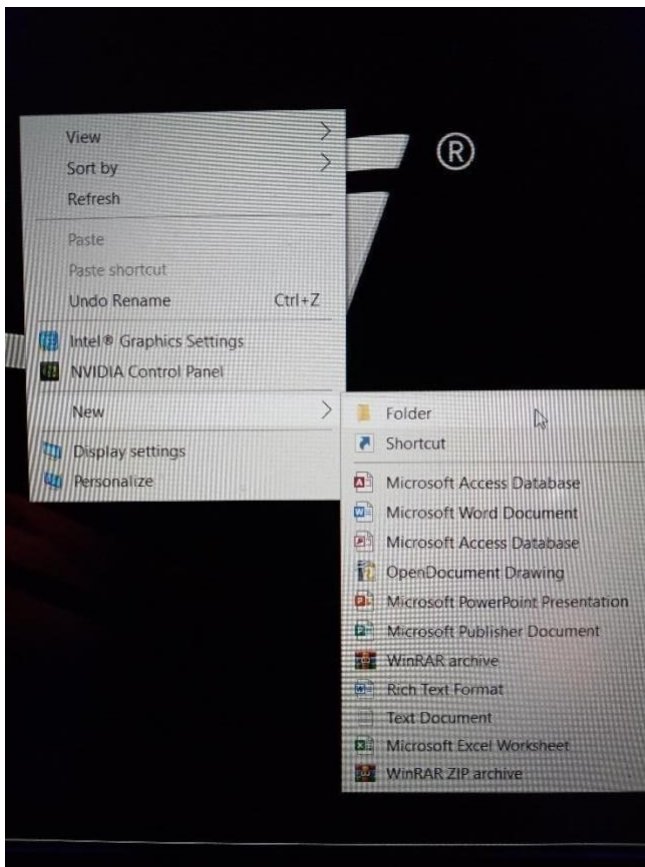 ®
View
Sort by
Refresh
Paste
Paste shortcut
Undo Rename Ctrl+Z
Intel® Graphics Settings
NVIDIA Control Panel
New
Display settings
Personalize
Folder
Shortcut
Microsoft Access Database
Microsoft Word Document
Microsoft Access Database
OpenDocument Drawing
Microsoft PowerPoint Presentation
Microsoft Publisher Document
WinRAR archive
Rich Text Format
Text Document
Microsoft Excel Worksheet
WinRAR ZIP archive